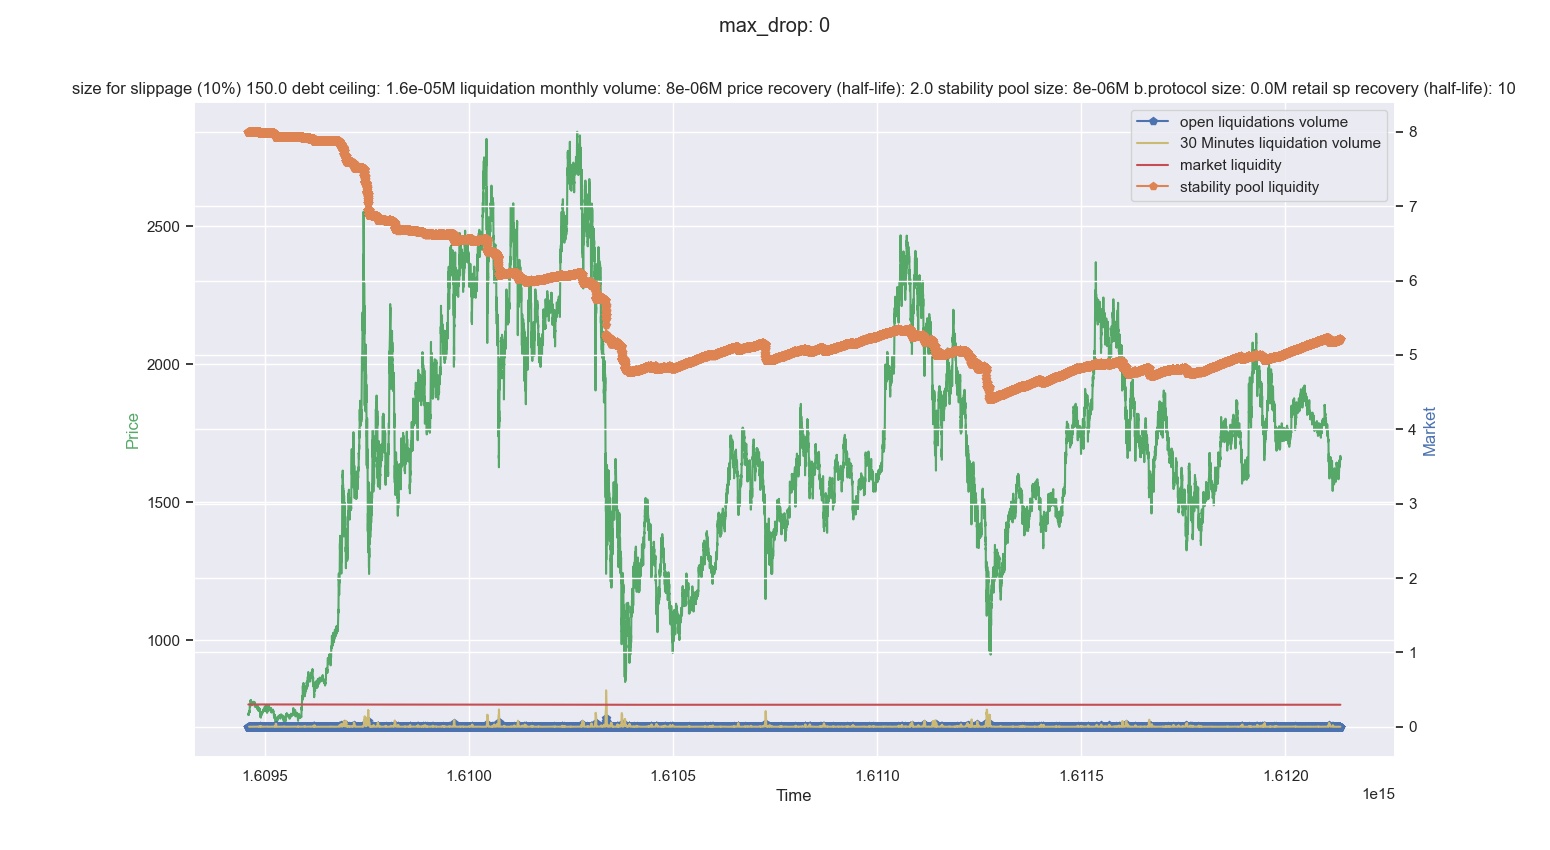 max_drop: 0
size for slippage (10%) 150.0 debt ceiling: 1.6e-05M liquidation monthly volume: 8e-06M price recovery (half-life): 2.0 stability pool size: 8e-06M b.protocol size: 0.0M retail sp recovery (half-life): 10
open liquidations volume
30 Minutes liquidation volume
market liquidity
stability pool liquidity
Price
2500
2000
1500
1000
8
7
6
5
4
3
2
1
0
Market
1.6095
1.6100
1.6105
1.6110
1.6115
1.6120
Time
1e15